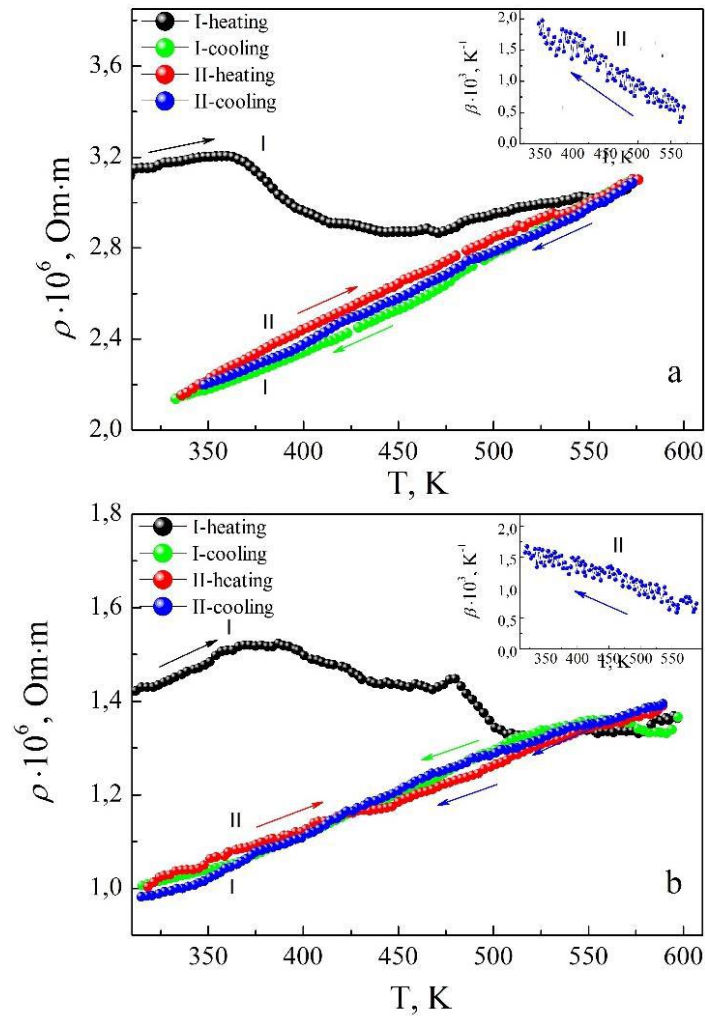 I-heating
I-cooling
II-heating
II-cooling
3,6
3,2
2,8
2,4
2,0
ρ·10⁶, Om·m
I
II
I
a
350 400 450 500 550 600
T, K
II
2,0
1,5
1,0
0,5
0,0
β·10³, K⁻¹
350 400 450 500 550
T, K
I-heating
I-cooling
II-heating
II-cooling
1,8
1,6
1,4
1,2
1,0
ρ·10⁶, Om·m
I
II
I
b
350 400 450 500 550 600
T, K
II
2,0
1,5
1,0
0,5
0,0
β·10³, K⁻¹
350 400 450 500 550
T, K